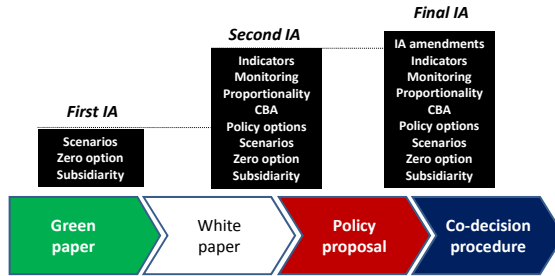 First IA
Scenarios
Zero option
Subsidiarity
Second IA
Indicators
Monitoring
Proportionality
CBA
Policy options
Scenarios
Zero option
Subsidiarity
Final IA
IA amendments
Indicators
Monitoring
Proportionality
CBA
Policy options
Scenarios
Zero option
Subsidiarity
Green
paper
White
paper
Policy
proposal
Co-decision
procedure